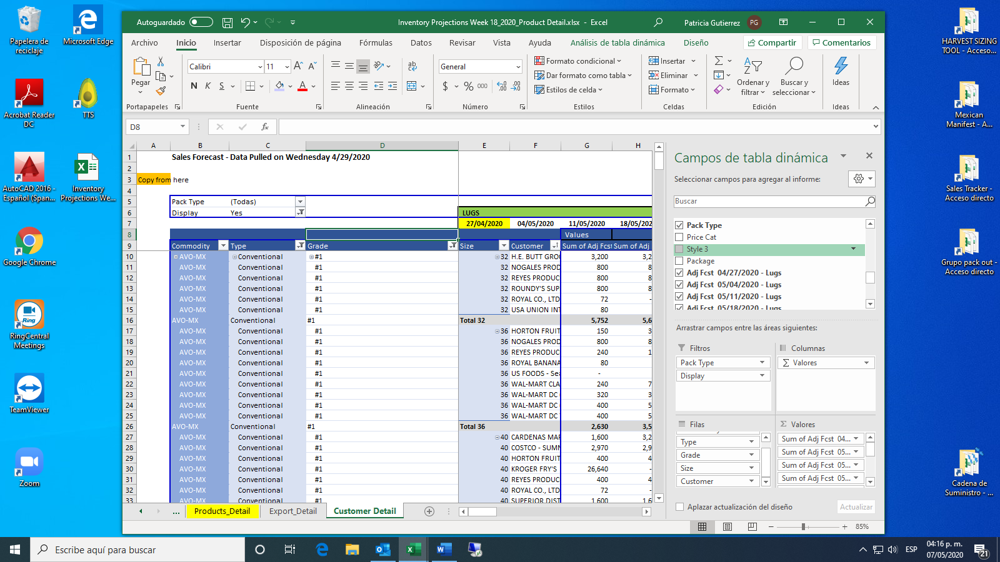 Papelera de
reciclaje
Microsoft Edge
Acrobat Reader
DC
TTS
AutoCAD 2016 -
Español (Span...
Inventory
Projections We...
Google Chrome
RingCentral
Meetings
TeamViewer
Zoom
HARVEST SIZING
TOOL - Acceso...
Mexican
Manifest - A...
Sales Tracker -
Acceso directo
Grupo pack out -
Acceso directo
Cadena de
Suministro - ...
Autoguardado
Inventory Projections Week 18_2020_Product Detail.xlsx - Excel
Patricia Gutierrez PG
Archivo Inicio Insertar Disposición de página Fórmulas Datos Revisar Vista Ayuda Análisis de tabla dinámica Diseño Compartir Comentarios
Pegar
Portapapeles
Calibri 11
N K S
Fuente
Alineación
General
$ % 000
Número
Formato condicional
Dar formato como tabla
Estilos de celda
Estilos
Insertar
Eliminar
Formato
Celdas
Ordenar y
filtrar
Buscar y
seleccionar
Edición
Ideas
Ideas
D8 fx
A B C D E F G H
1 Sales Forecast - Data Pulled on Wednesday 4/29/2020
2
3 Copy from here
4
5 Pack Type (Todas)
6 Display Yes LUGS
7 27/04/2020 04/05/2020 11/05/2020 18/05/202
8 Values
9 Commodity Type Grade Size Customer Sum of Adj Fcst Sum of Adj
10 AVO-MX Conventional #1 32 H.E. BUTT GRO 3,200 3,2
11 AVO-MX Conventional #1 32 NOGALES PROD 800 8
12 AVO-MX Conventional #1 32 REYES PRODUC 800 8
13 AVO-MX Conventional #1 32 ROUNDY'S SUP 800 8
14 AVO-MX Conventional #1 32 ROYAL CO., LTD 72 -
15 AVO-MX Conventional #1 32 USA UNION INT 80
16 AVO-MX Conventional #1 Total 32 5,752 5,6
17 AVO-MX Conventional #1 36 HORTON FRUIT 150 3
18 AVO-MX Conventional #1 36 NOGALES PROD 800 8
19 AVO-MX Conventional #1 36 REYES PRODUC 240 1
20 AVO-MX Conventional #1 36 ROYAL BANANA 80
21 AVO-MX Conventional #1 36 US FOODS - Se -
22 AVO-MX Conventional #1 36 WAL-MART CLA 240 7
23 AVO-MX Conventional #1 36 WAL-MART DC 320 3
24 AVO-MX Conventional #1 36 WAL-MART DC 400 5
25 AVO-MX Conventional #1 36 WAL-MART DC 400 5
26 AVO-MX Conventional #1 Total 36 2,630 3,5
27 AVO-MX Conventional #1 40 CARDENAS MAR 1,600 3,2
28 AVO-MX Conventional #1 40 COSTCO - SUMN 2,970 2,9
29 AVO-MX Conventional #1 40 HORTON FRUIT 400 4
30 AVO-MX Conventional #1 40 KROGER FRY'S 26,640 -
31 AVO-MX Conventional #1 40 REYES PRODUC 400 4
32 AVO-MX Conventional #1 40 ROYAL CO., LTD 72 -
33 AVO-MX Conventional #1 40 SUPERIOR DIST 1,600 1,6
... Products_Detail Export_Detail Customer Detail
Campos de tabla dinámica
Seleccionar campos para agregar al informe:
Buscar
Pack Type
Price Cat
Style 3
Package
Adj Fcst 04/27/2020 - Lugs
Adj Fcst 05/04/2020 - Lugs
Adj Fcst 05/11/2020 - Lugs
Adj Fcst 05/18/2020 - Lugs
Arrastrar campos entre las áreas siguientes:
Filtros
Pack Type
Display
Columnas
Σ Valores
Filas
Type
Grade
Size
Customer
Σ Valores
Sum of Adj Fcst 04...
Sum of Adj Fcst 05...
Sum of Adj Fcst 05...
Sum of Adj Fcst 05...
Aplazar actualización del diseño
Actualizar
85%
Escribe aquí para buscar
ESP
04:16 p. m.
07/05/2020
21